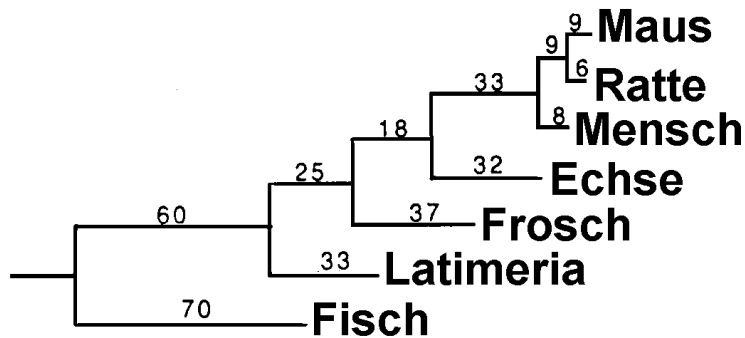 9 Maus
9
6 Ratte
33
8 Mensch
18
32 Echse
25
37 Frosch
60
33 Latimeria
70 Fisch